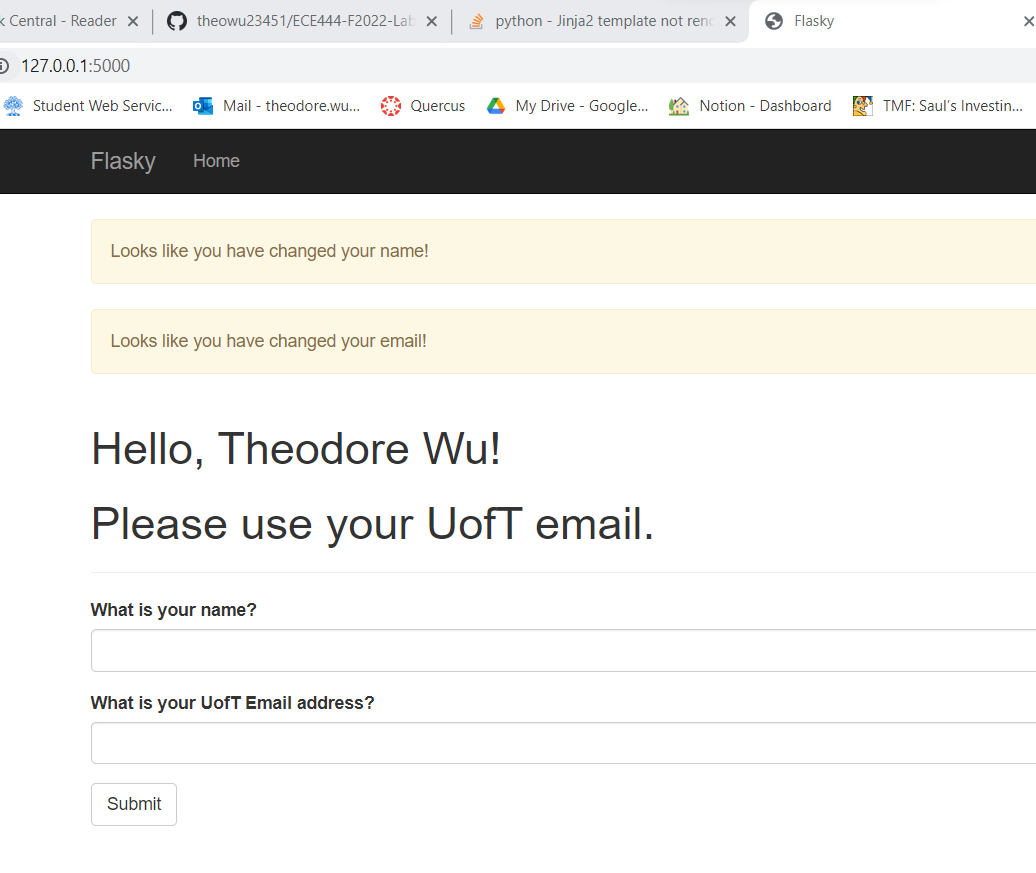 k Central - Reader
theowu23451/ECE444-F2022-Lab
python - Jinja2 template not rend
Flasky
127.0.0.1:5000
Student Web Servic...
Mail - theodore.wu...
Quercus
My Drive - Google...
Notion - Dashboard
TMF: Saul's Investin...
Flasky
Home
Looks like you have changed your name!
Looks like you have changed your email!
Hello, Theodore Wu!
Please use your UofT email.
What is your name?
What is your UofT Email address?
Submit